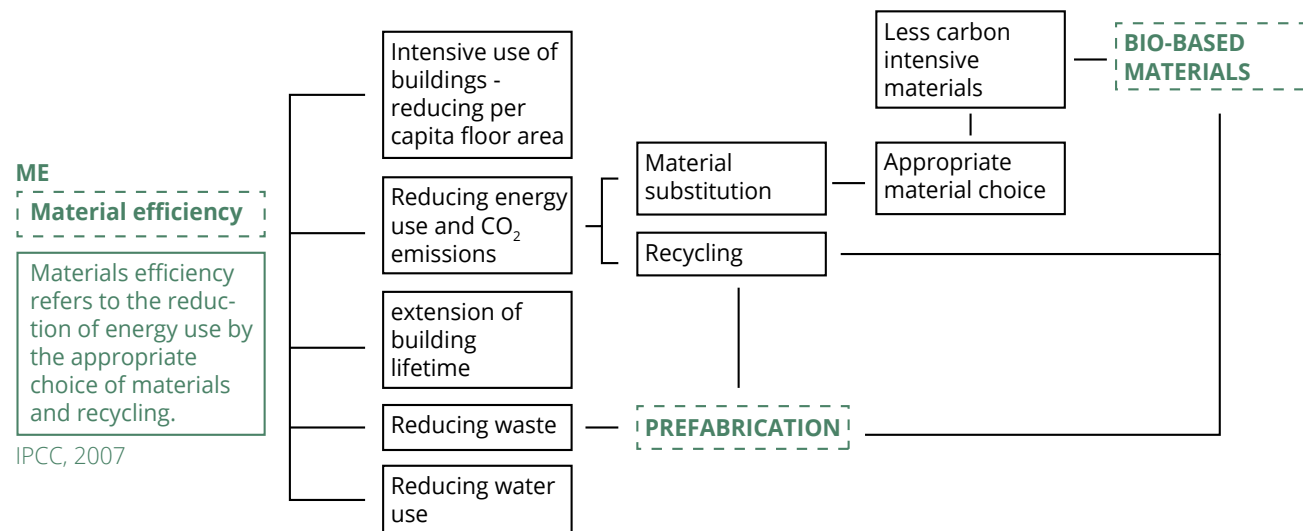 ME
Material efficiency
Materials efficiency
refers to the reduc-
tion of energy use by
the appropriate
choice of materials
and recycling.
IPCC, 2007
Intensive use of
buildings -
reducing per
capita floor area
Reducing energy
use and CO₂
emissions
extension of
building
lifetime
Reducing waste
Reducing water
use
Material
substitution
Recycling
PREFABRICATION
Less carbon
intensive
materials
Appropriate
material choice
BIO-BASED
MATERIALS